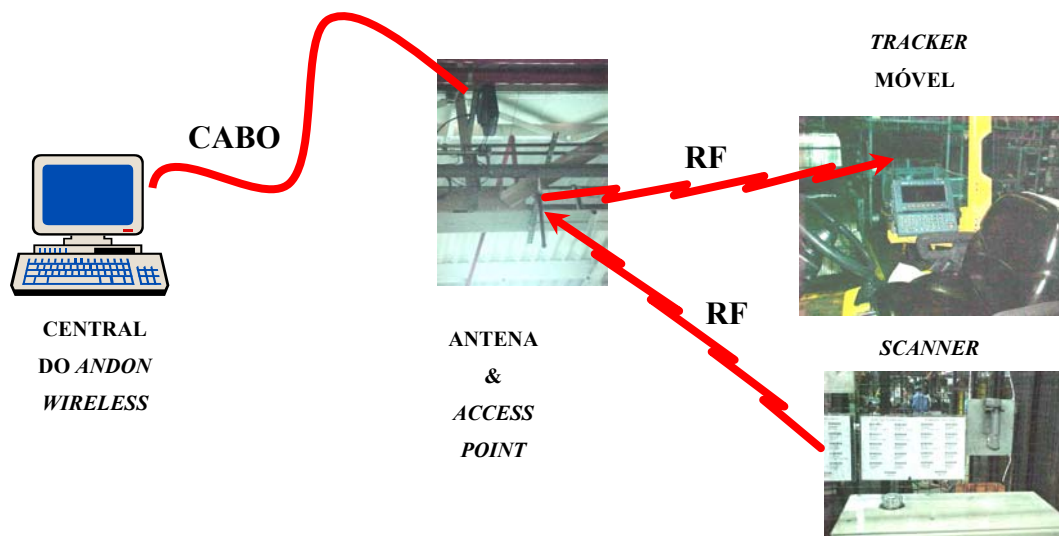 TRACKER
MÓVEL
CABO
RF
RF
CENTRAL
DO ANDON
WIRELESS
ANTENA
&
ACCESS
POINT
SCANNER